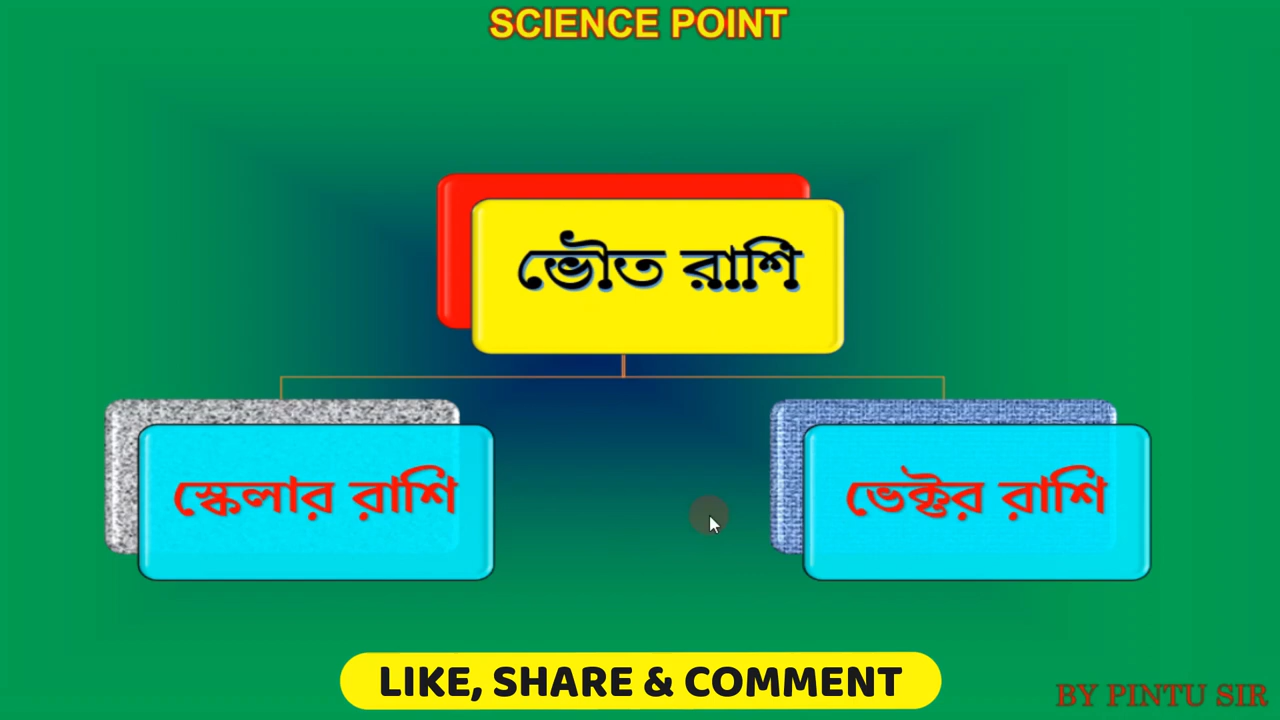 SCIENCE POINT
ভৌত রাশি
স্কেলার রাশি
ভেক্টর রাশি
LIKE, SHARE & COMMENT
BY PINTU SIR